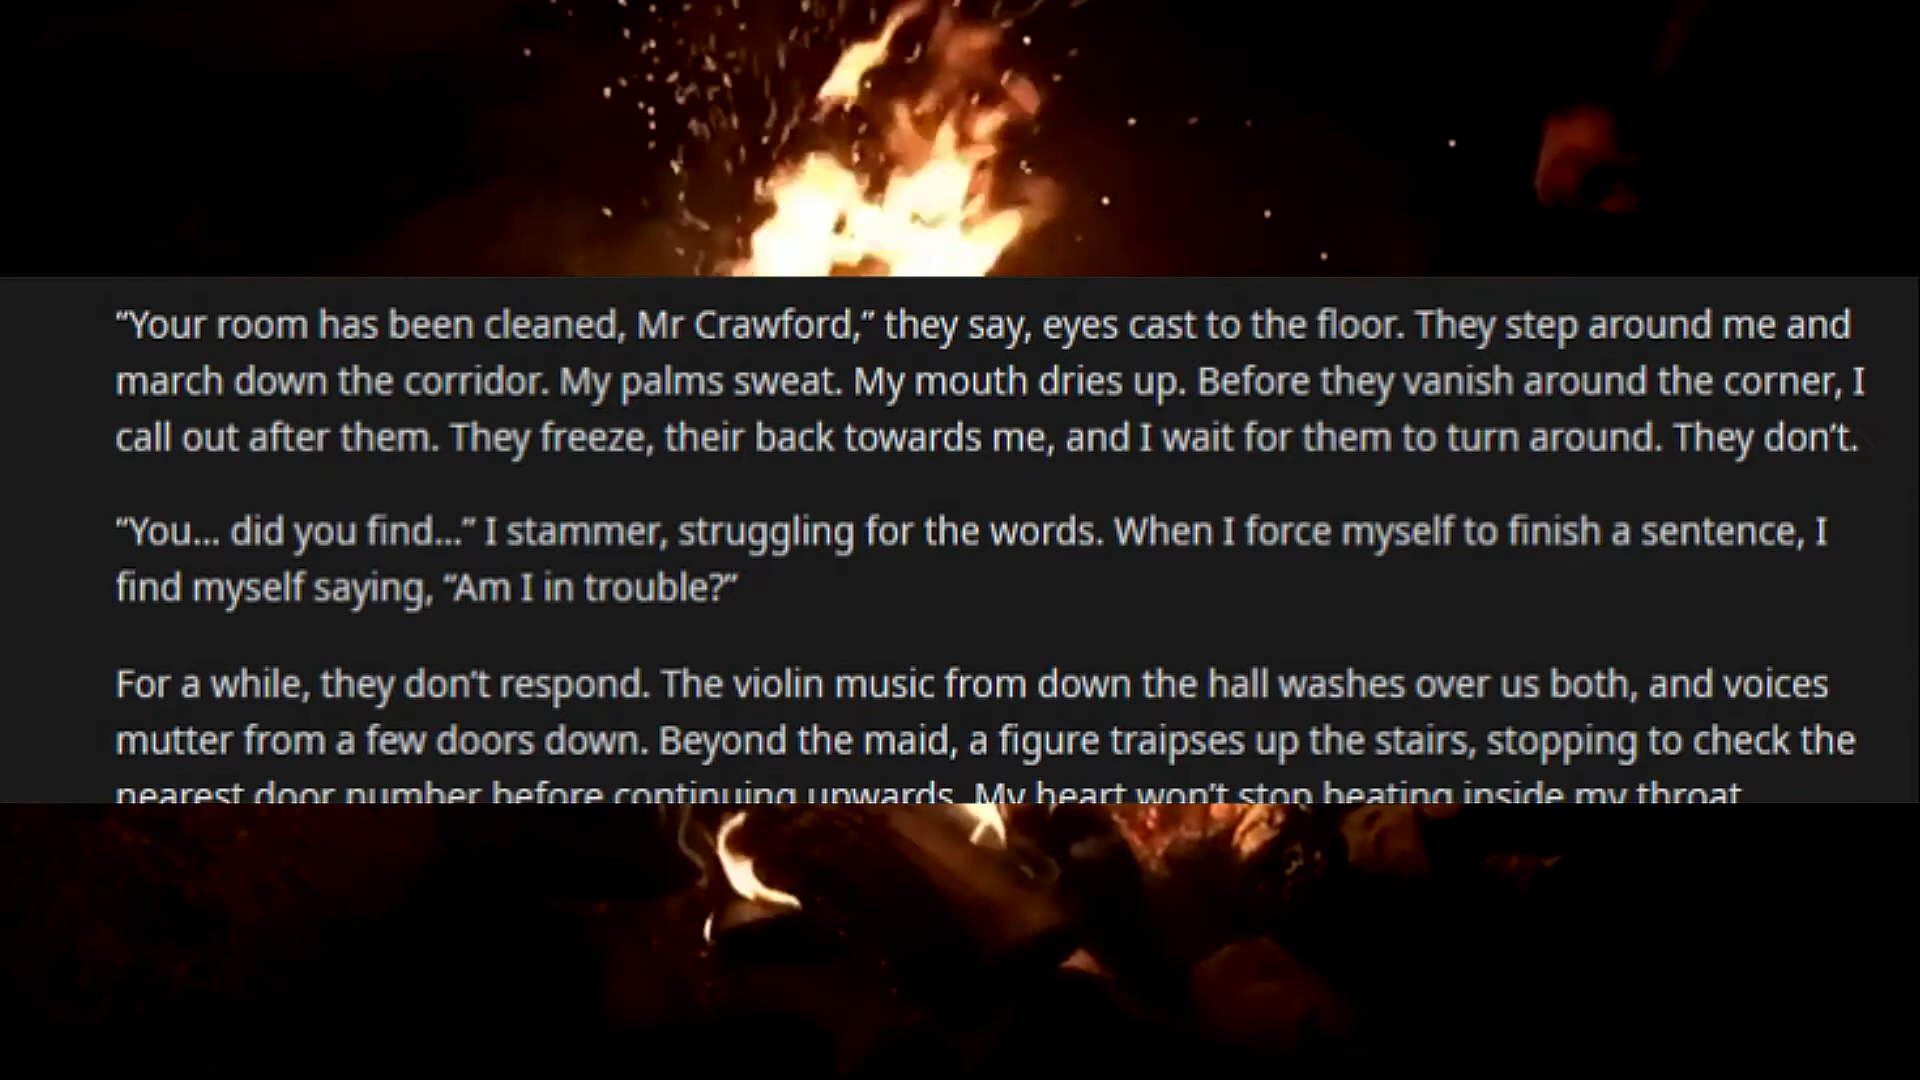 “Your room has been cleaned, Mr Crawford,” they say, eyes cast to the floor. They step around me and
march down the corridor. My palms sweat. My mouth dries up. Before they vanish around the corner, I
call out after them. They freeze, their back towards me, and I wait for them to turn around. They don’t.
“You… did you find…” I stammer, struggling for the words. When I force myself to finish a sentence, I
find myself saying, “Am I in trouble?”
For a while, they don’t respond. The violin music from down the hall washes over us both, and voices
mutter from a few doors down. Beyond the maid, a figure traipses up the stairs, stopping to check the
nearest door number before continuing upwards. My heart won’t stop beating inside my throat